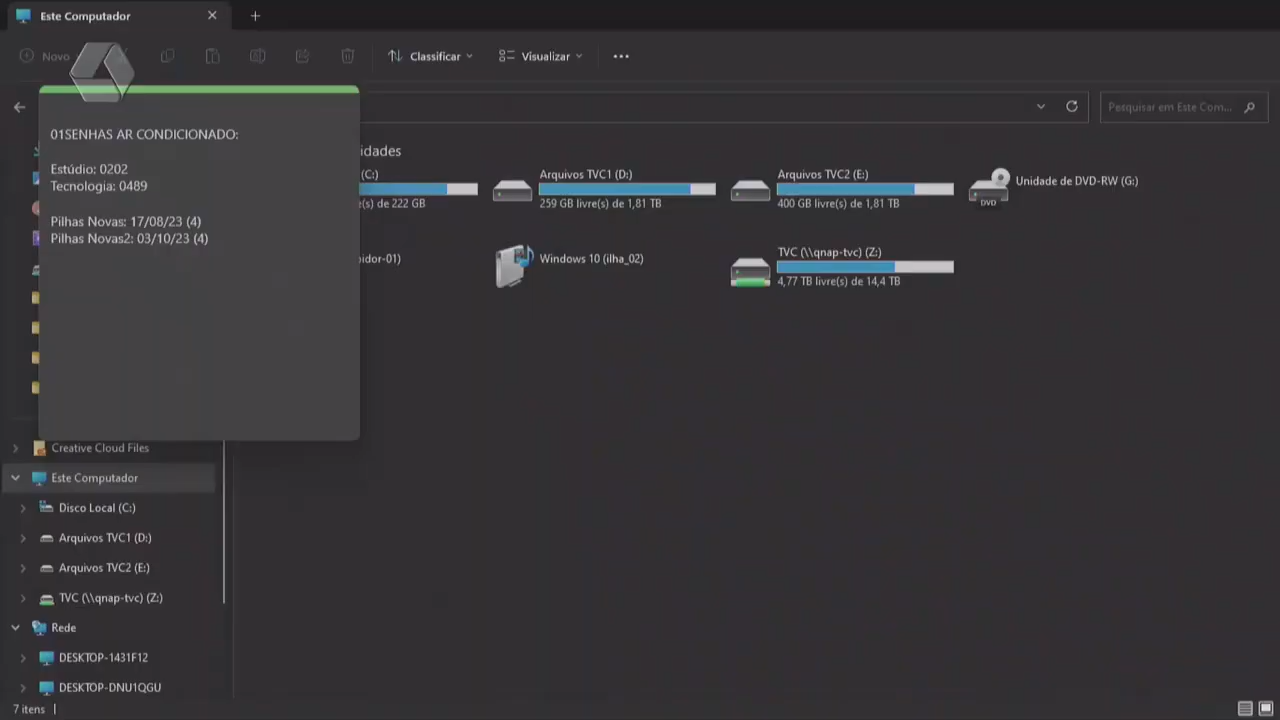 Este Computador
Novo
Classificar
Visualizar
Pesquisar em Este Com...
01SENHAS AR CONDICIONADO:
Estúdio: 0202
Tecnologia: 0489
Pilhas Novas: 17/08/23 (4)
Pilhas Novas2: 03/10/23 (4)
idades
(C:)
e(s) de 222 GB
Arquivos TVC1 (D:)
259 GB livre(s) de 1,81 TB
Arquivos TVC2 (E:)
400 GB livre(s) de 1,81 TB
Unidade de DVD-RW (G:)
DVD
idor-01)
Windows 10 (ilha_02)
TVC (\\qnap-tvc) (Z:)
4,77 TB livre(s) de 14,4 TB
Creative Cloud Files
Este Computador
Disco Local (C:)
Arquivos TVC1 (D:)
Arquivos TVC2 (E:)
TVC (\\qnap-tvc) (Z:)
Rede
DESKTOP-1431F12
DESKTOP-DNU1QGU
7 itens